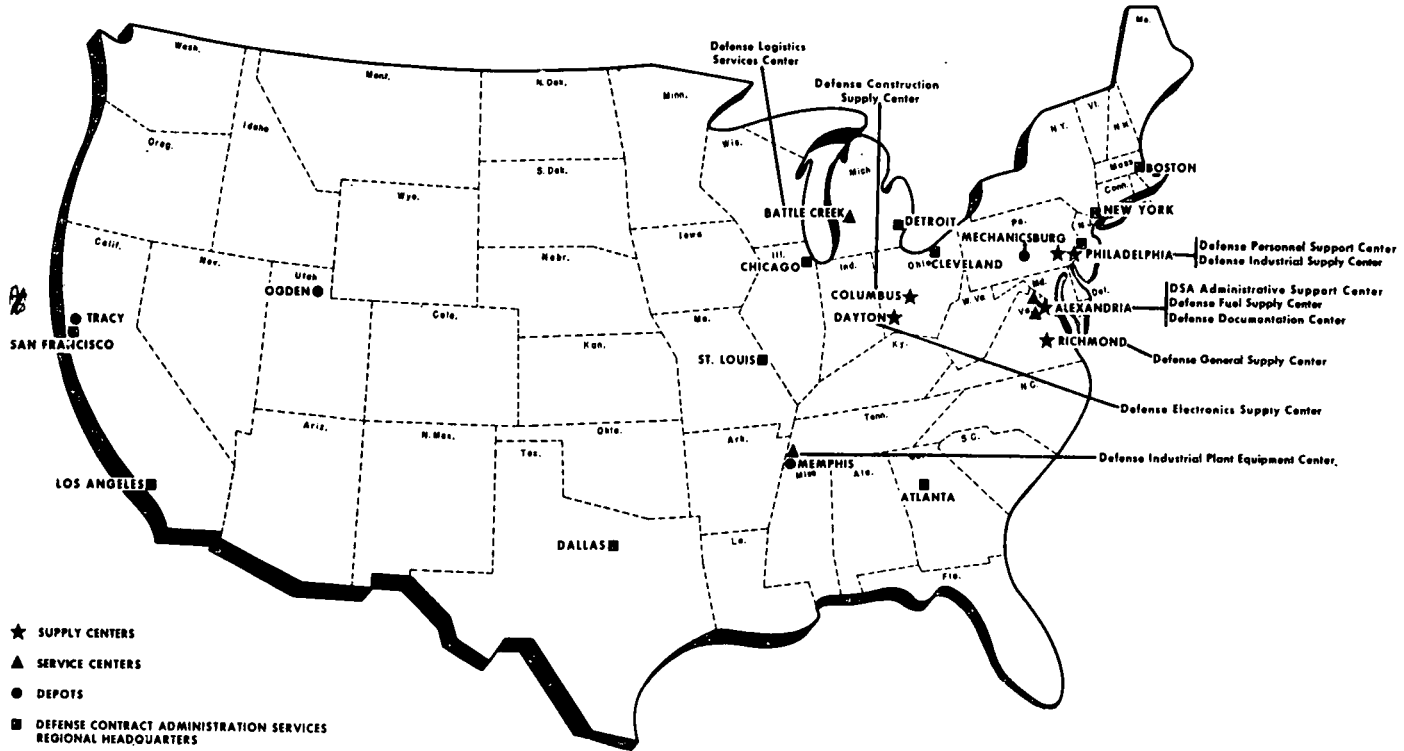 Me.
Wash.
Mont.
N. Dak.
Minn.
Defense Logistics
Services Center
Defense Construction
Supply Center
Vt.
N.H.
N.Y.
Idaho
Oreg.
Wis.
Mich
Mass
BOSTON
S. Dak.
Conn.
Wyo.
BATTLE CREEK
DETROIT
NEW YORK
Pa.
MECHANICSBURG
Iowa
Calif.
Nev.
Utah
Nebr.
Ill.
CHICAGO
Ind.
Ohio
CLEVELAND
PHILADELPHIA
Defense Personnel Support Center
Defense Industrial Supply Center
OGDEN
COLUMBUS
DAYTON
W. Va.
Md.
Del.
Va.
ALEXANDRIA
DSA Administrative Support Center
Defense Fuel Supply Center
Defense Documentation Center
TRACY
SAN FRANCISCO
Colo.
Kan.
Mo.
ST. LOUIS
Ky.
RICHMOND
Defense General Supply Center
N.C.
Defense Electronics Supply Center
Ariz.
N. Mex.
Tex.
Okla.
Ark.
Tenn.
S.C.
MEMPHIS
Miss
Ala.
Defense Industrial Plant Equipment Center
LOS ANGELES
ATLANTA
DALLAS
La.
Fla.
SUPPLY CENTERS
SERVICE CENTERS
DEPOTS
DEFENSE CONTRACT ADMINISTRATION SERVICES
REGIONAL HEADQUARTERS